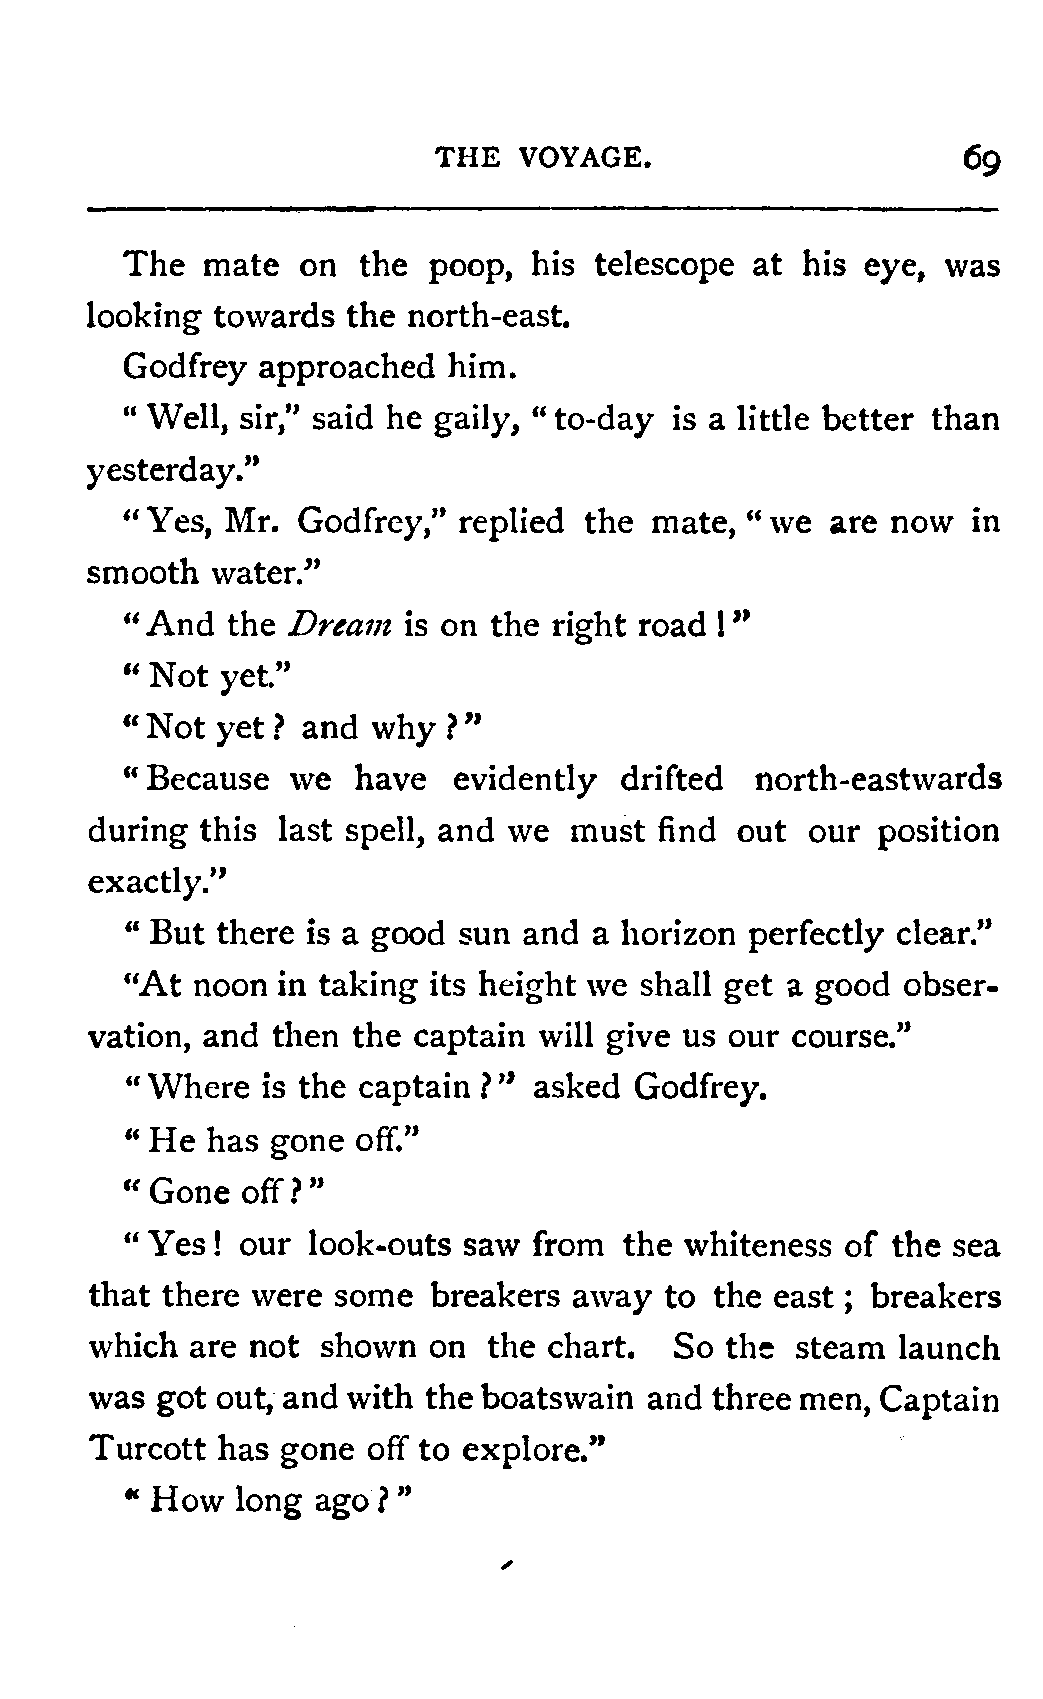 THE VOYAGE. 69
The mate on the poop, his telescope at his eye, was
looking towards the north-east.
Godfrey approached him.
"Well, sir," said he gaily, "to-day is a little better than
yesterday."
"Yes, Mr. Godfrey," replied the mate, "we are now in
smooth water."
"And the Dream is on the right road!"
"Not yet."
"Not yet? and why?"
"Because we have evidently drifted north-eastwards
during this last spell, and we must find out our position
exactly."
"But there is a good sun and a horizon perfectly clear."
"At noon in taking its height we shall get a good obser-
vation, and then the captain will give us our course."
"Where is the captain?" asked Godfrey.
"He has gone off."
"Gone off?"
"Yes! our look-outs saw from the whiteness of the sea
that there were some breakers away to the east; breakers
which are not shown on the chart. So the steam launch
was got out, and with the boatswain and three men, Captain
Turcott has gone off to explore."
"How long ago?"